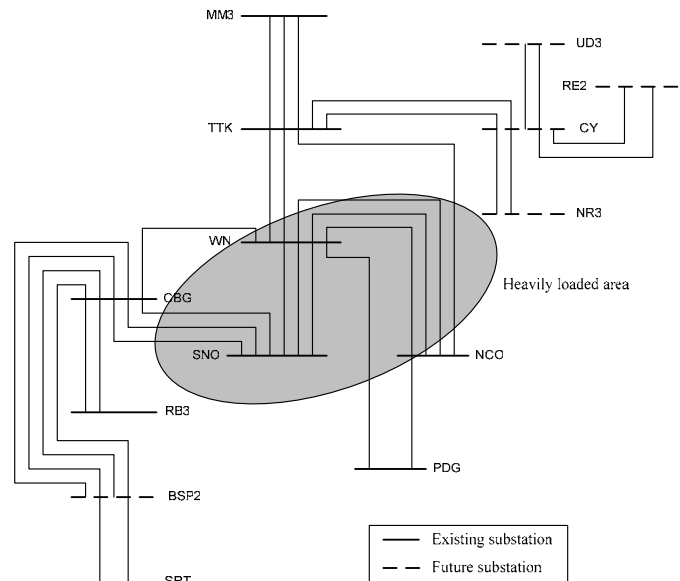 MM3
UD3
RE2
TTK
CY
NR3
WN
Heavily loaded area
CBG
SNO
NCO
RB3
PDG
BSP2
Existing substation
Future substation
SRT